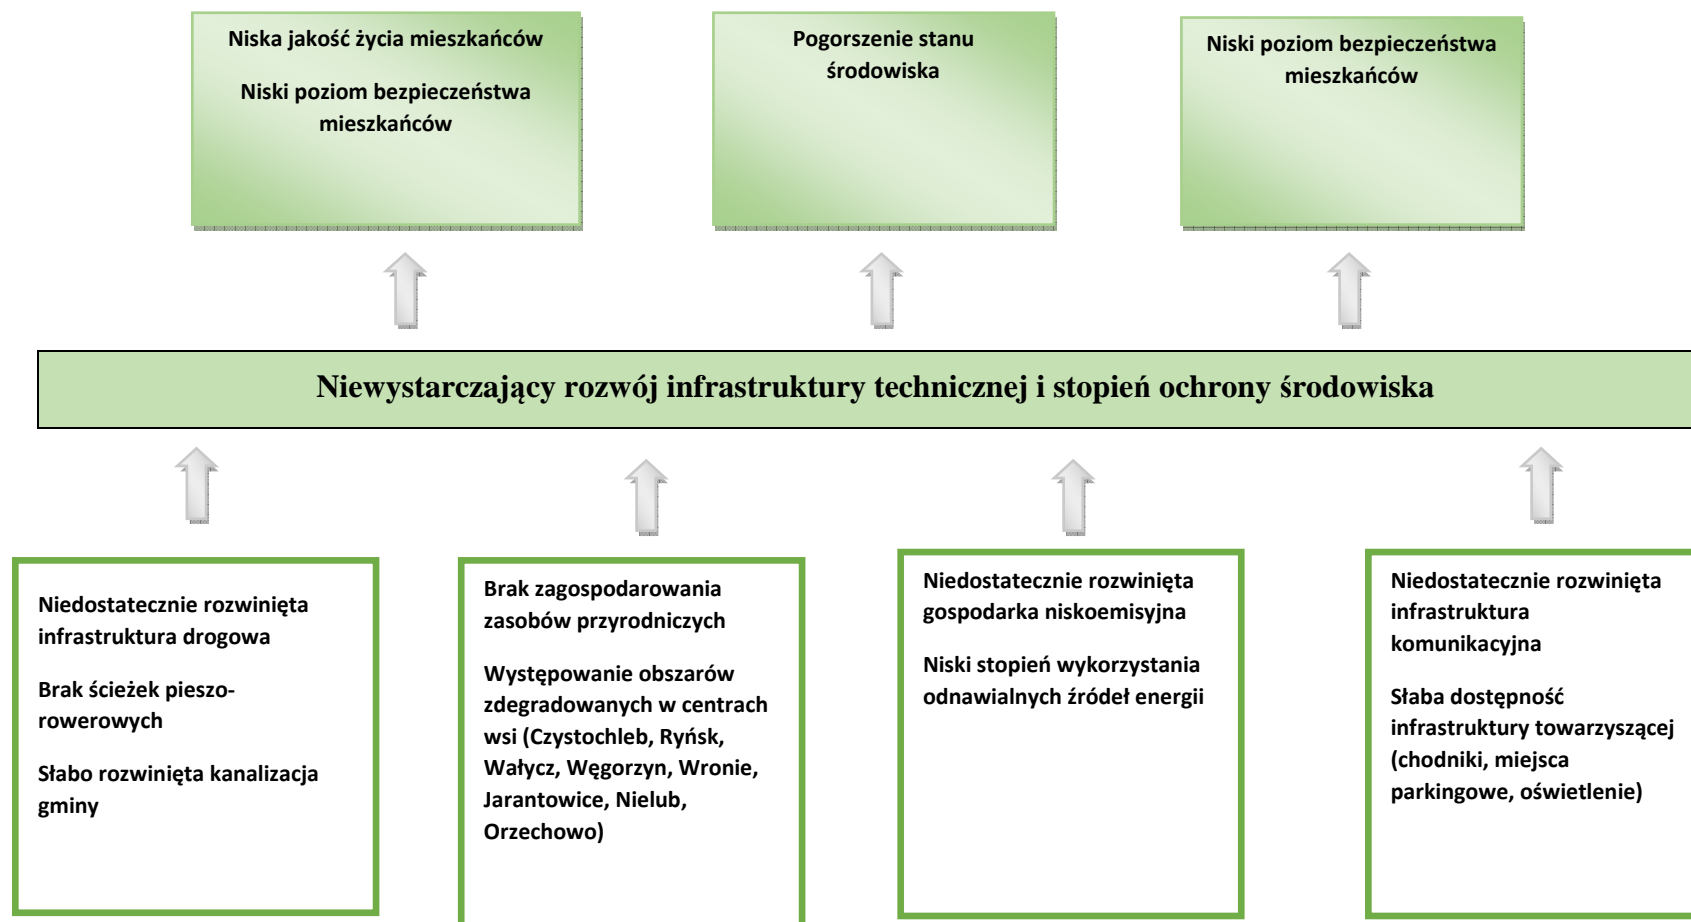 Niska jakość życia mieszkańców
Niski poziom bezpieczeństwa
mieszkańców
Pogorszenie stanu
środowiska
Niski poziom bezpieczeństwa
mieszkańców
Niewystarczający rozwój infrastruktury technicznej i stopień ochrony środowiska
Niedostatecznie rozwinięta
infrastruktura drogowa
Brak ścieżek pieszo-
rowerowych
Słabo rozwinięta kanalizacja
gminy
Brak zagospodarowania
zasobów przyrodniczych
Występowanie obszarów
zdegradowanych w centrach
wsi (Czystochleb, Ryńsk,
Wałycz, Węgorzyn, Wronie,
Jarantowice, Nielub,
Orzechowo)
Niedostatecznie rozwinięta
gospodarka niskoemisyjna
Niski stopień wykorzystania
odnawialnych źródeł energii
Niedostatecznie rozwinięta
infrastruktura
komunikacyjna
Słaba dostępność
infrastruktury towarzyszącej
(chodniki, miejsca
parkingowe, oświetlenie)